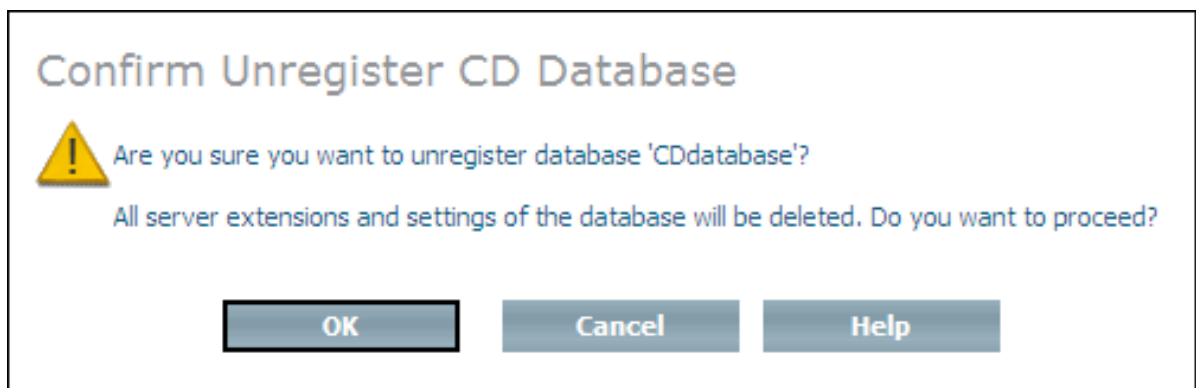 Confirm Unregister CD Database
Are you sure you want to unregister database 'CDdatabase'?
All server extensions and settings of the database will be deleted. Do you want to proceed?
OK Cancel Help